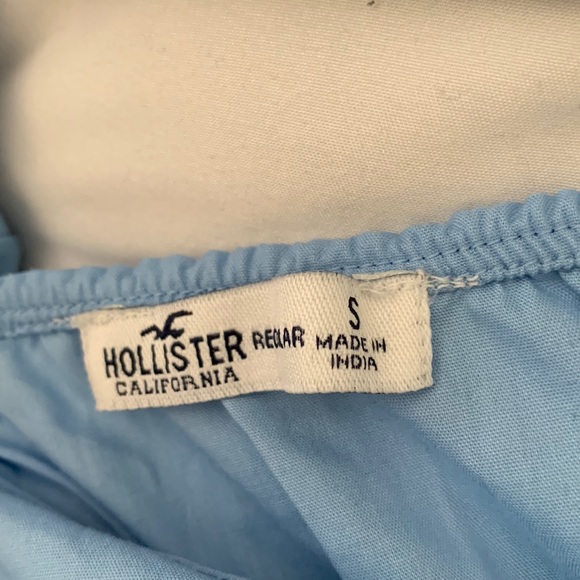 HOLLISTER
CALIFORNIA
REGULAR
S
MADE IN
INDIA